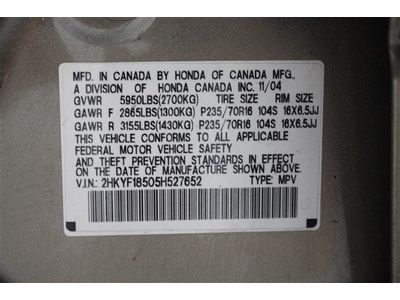 MFD. IN CANADA BY HONDA OF CANADA MFG.,
A DIVISION OF HONDA CANADA INC. 11/04
GVWR 5950LBS(2700KG) TIRE SIZE RIM SIZE
GAWR F 2865LBS(1300KG) P235/70R16 104S 16X6.5JJ
GAWR R 3155LBS(1430KG) P235/70R16 104S 16X6.5JJ
THIS VEHICLE CONFORMS TO ALL APPLICABLE
FEDERAL MOTOR VEHICLE SAFETY AND
THEFT PREVENTION STANDARDS IN EFFECT
ON THE DATE OF MANUFACTURE SHOWN ABOVE.
V.I.N.: 2HKYF18505H527652 TYPE: MPV